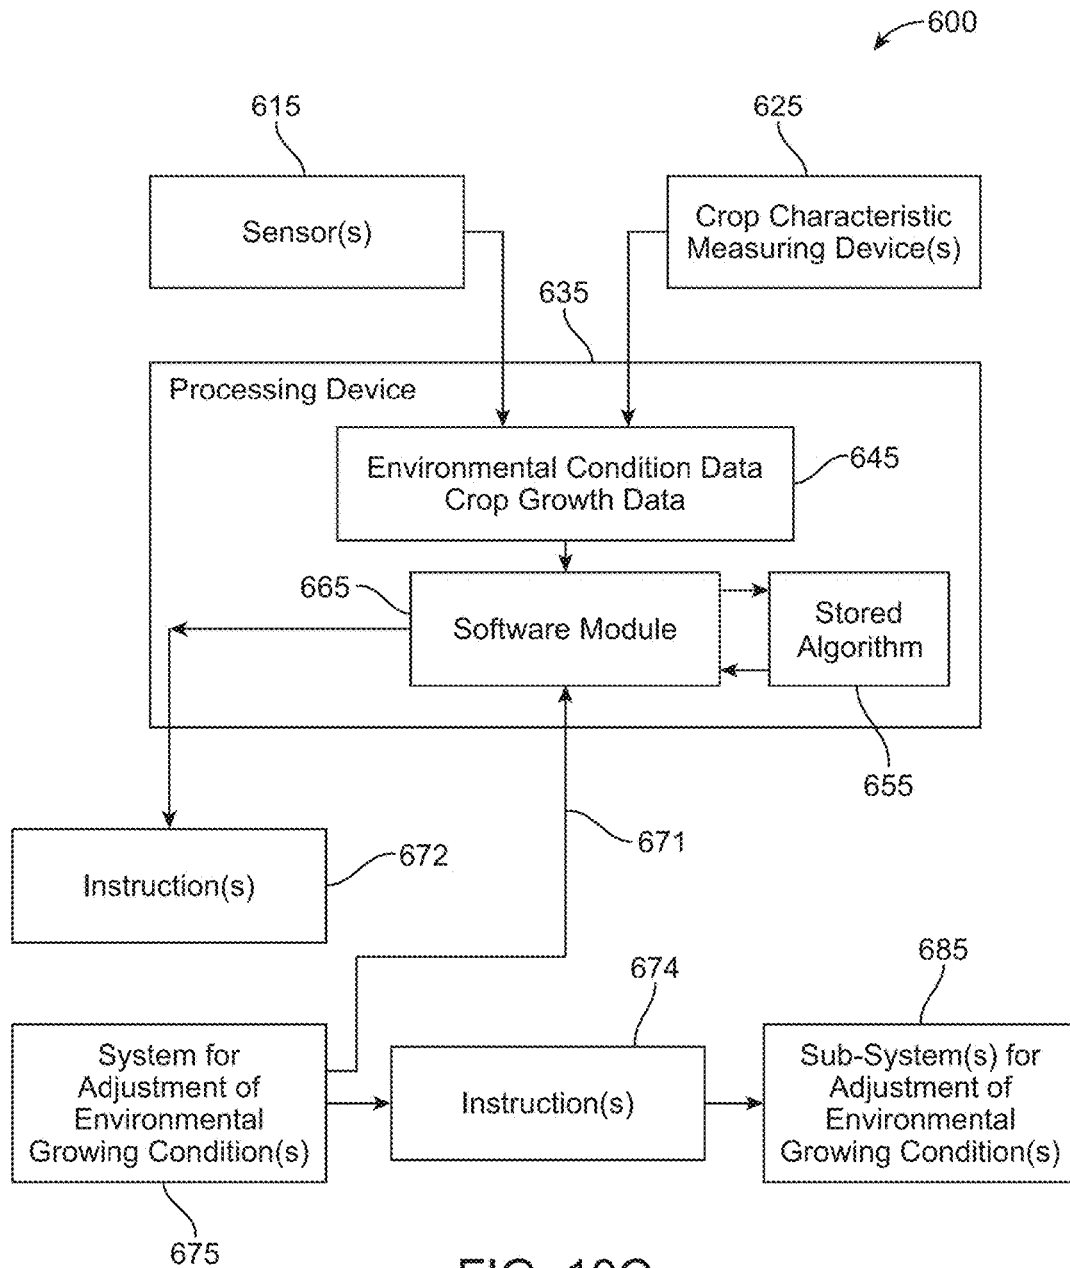 600
615
625
Sensor(s)
Crop Characteristic
Measuring Device(s)
635
Processing Device
Environmental Condition Data
Crop Growth Data
645
665
Software Module
Stored
Algorithm
655
671
672
Instruction(s)
674
685
System for
Adjustment of
Environmental
Growing Condition(s)
Instruction(s)
Sub-System(s) for
Adjustment of
Environmental
Growing Condition(s)
675